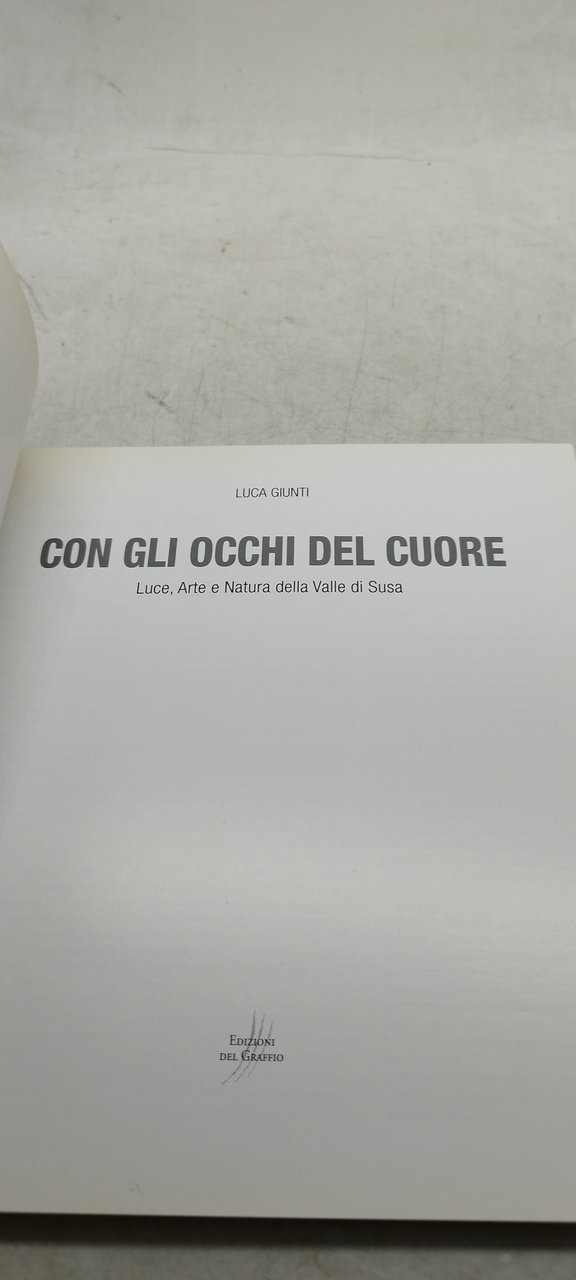 LUCA GIUNTI
CON GLI OCCHI DEL CUORE
Luce, Arte e Natura della Valle di Susa
EDIZIONI
DEL GRAFFIO